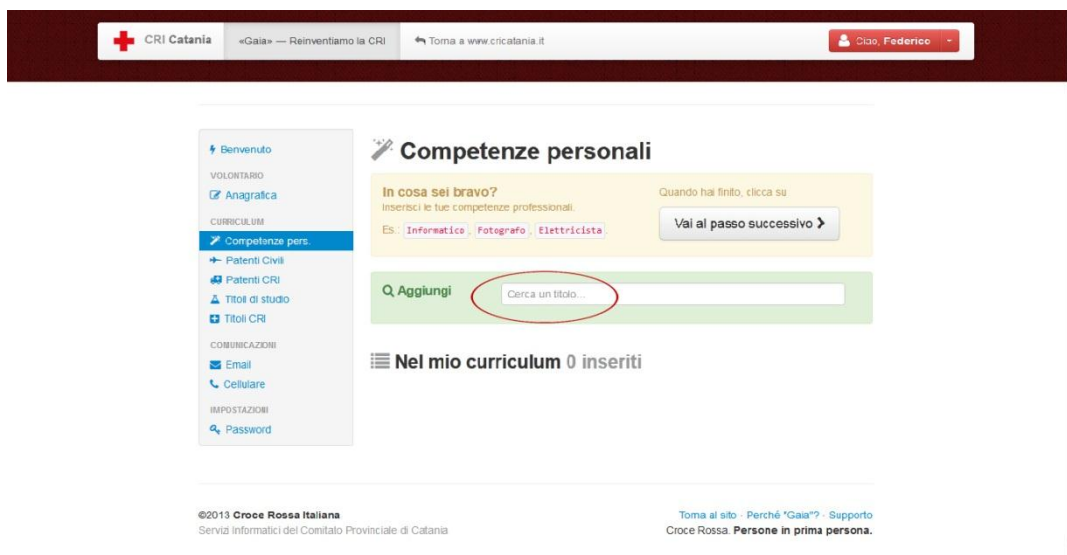 CRI Catania
«Gaia» — Reinventiamo la CRI
Torna a www.cricatania.it
Ciao, Federico
Benvenuto
VOLONTARIO
Anagrafica
CURRICULUM
Competenze pers.
Patenti Civili
Patenti CRI
Titoli di studio
Titoli CRI
COMUNICAZIONI
Email
Cellulare
IMPOSTAZIONI
Password
Competenze personali
In cosa sei bravo?
Inserisci le tue competenze professionali.
Es.: Informatico, Fotografo, Elettricista.
Quando hai finito, clicca su
Vai al passo successivo
Aggiungi
Cerca un titolo...
Nel mio curriculum 0 inseriti
©2013 Croce Rossa Italiana
Servizi Informatici del Comitato Provinciale di Catania
Torna al sito - Perché "Gaia"? - Supporto
Croce Rossa. Persone in prima persona.